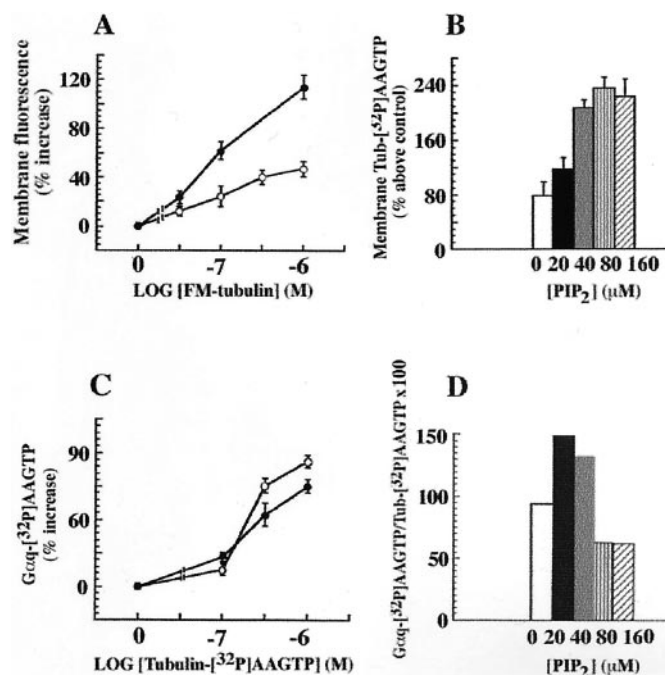 A
Membrane fluorescence
(% increase)
120
80
40
0
0 -7 -6
LOG [FM-tubulin] (M)
B
Membrane Tub-[32P]AAGTP
(% above control)
240
160
80
0
0 20 40 80 160
[PIP2] (μM)
C
Gαq-[32P]AAGTP
(% increase)
90
60
0
0 -7 -6
LOG [Tubulin-[32P]AAGTP] (M)
D
Gαq-[32P]AAGTP/Tub-[32P]AAGTP x100
150
100
50
0
0 20 40 80 160
[PIP2] (μM)